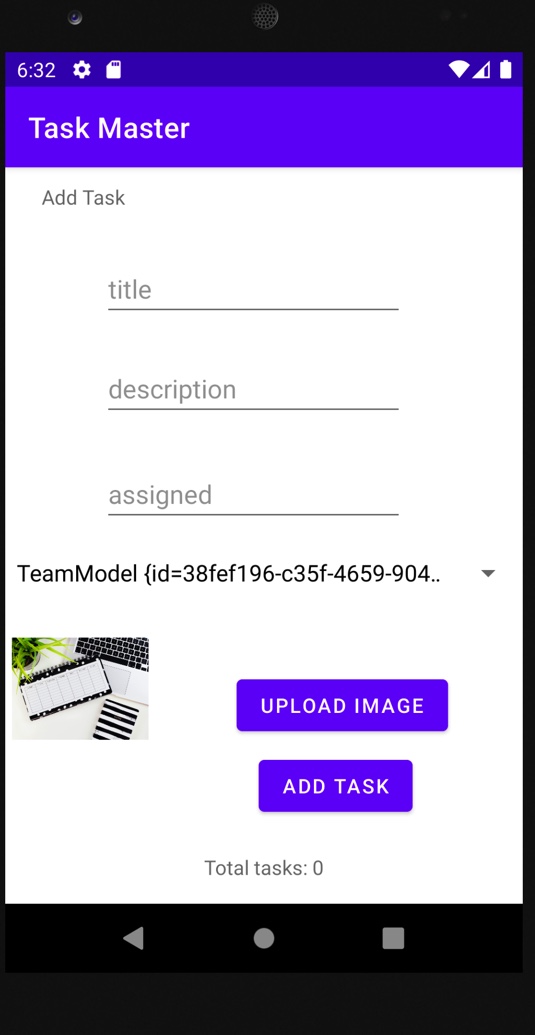 6:32
Task Master
Add Task
title
description
assigned
TeamModel {id=38fef196-c35f-4659-904..
UPLOAD IMAGE
ADD TASK
Total tasks: 0